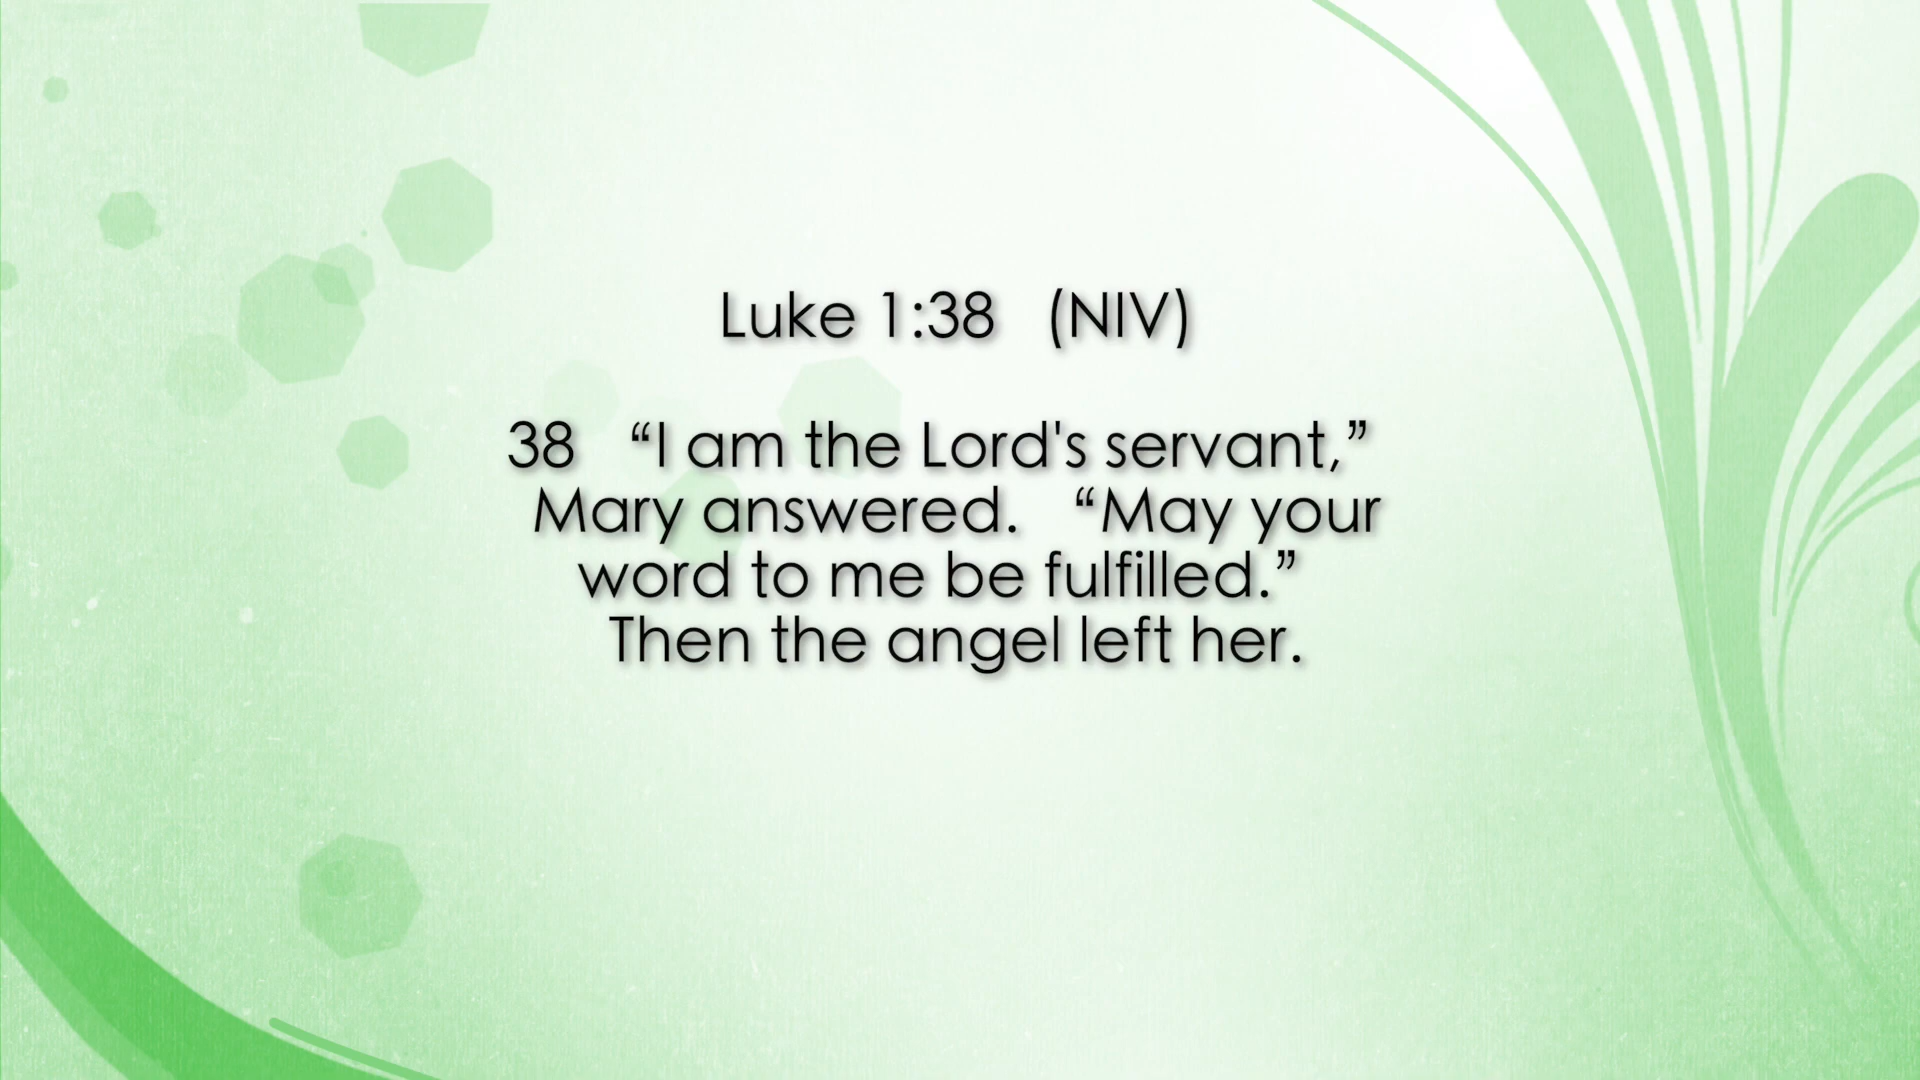 Luke 1:38 (NIV)
38 “I am the Lord's servant,”
Mary answered. “May your
word to me be fulfilled.”
Then the angel left her.